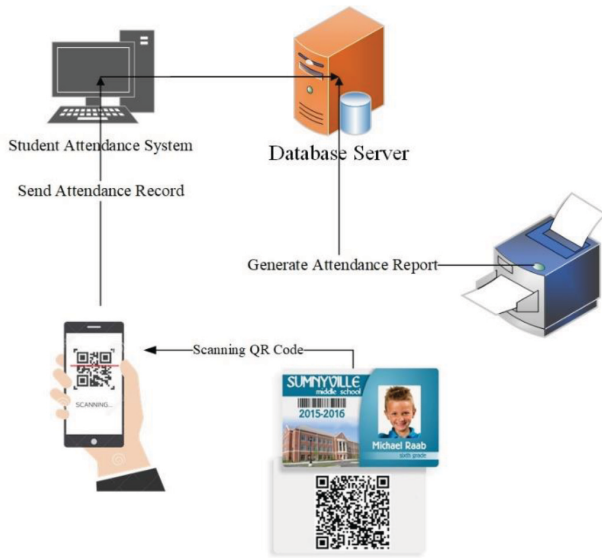 Student Attendance System
Database Server
Send Attendance Record
Generate Attendance Report
Scanning QR Code
SCANNING...
SUMNYVILLE
middle school
2015-2016
Michael Raab
sixth grade